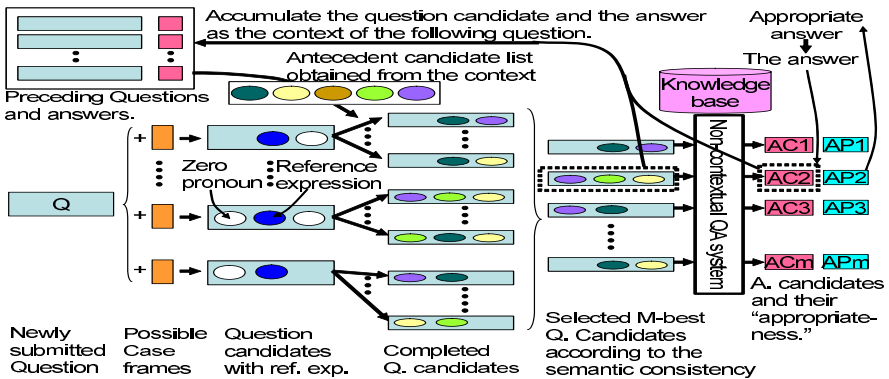 Accumulate the question candidate and the answer
as the context of the following question.
Appropriate
answer
The answer
Antecedent candidate list
obtained from the context
Preceding Questions
and answers.
Knowledge
base
Zero
pronoun
Reference
expression
Q
+
+
+
Non-contextual QA system
AC1 AP1
AC2 AP2
AC3 AP3
ACm APm
A. candidates
and their
“appropriate-
ness.”
Newly
submitted
Question
Possible
Case
frames
Question
candidates
with ref. exp.
Completed
Q. candidates
Selected M-best
Q. Candidates
according to the
semantic consistency